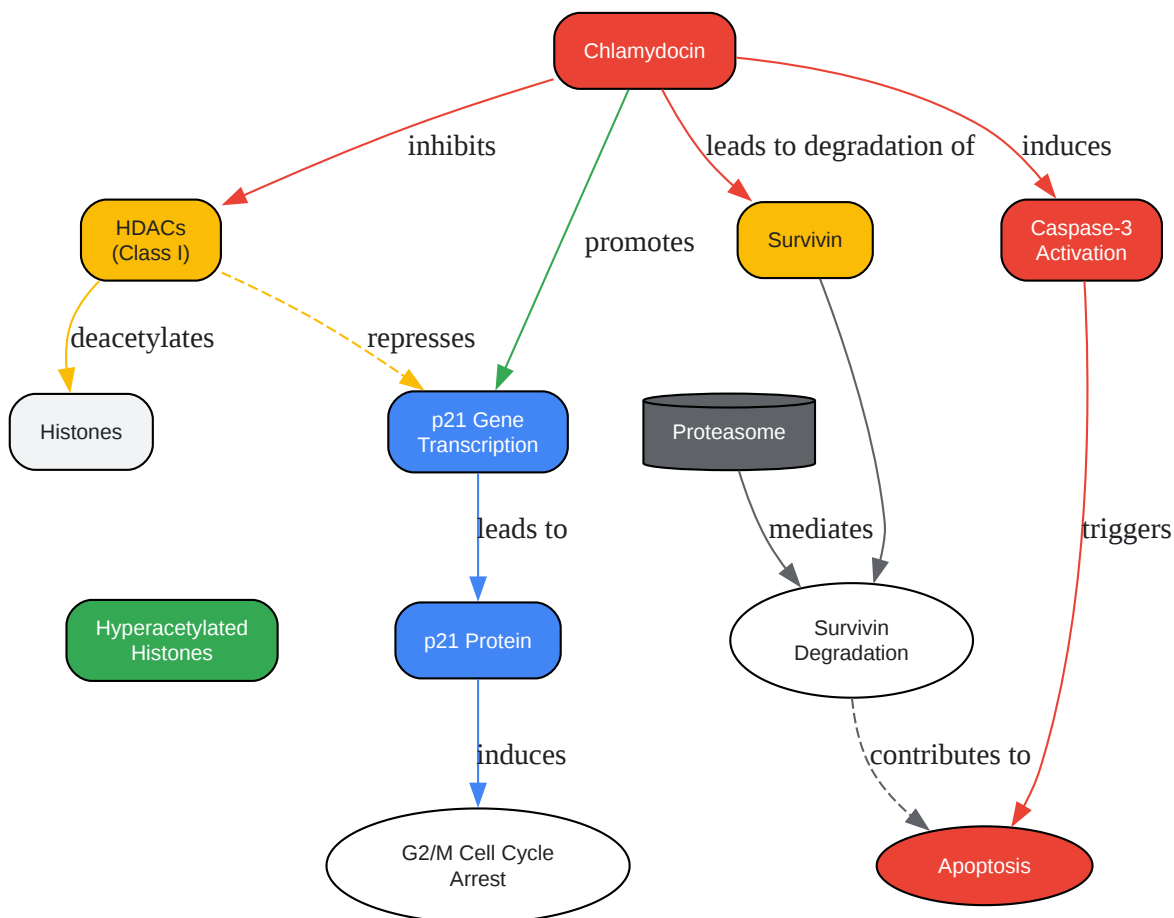 Chlamydocin
inhibits
leads to degradation of
induces
HDACs
(Class I)
promotes
Survivin
Caspase-3
Activation
deacetylates
represses
Histones
p21 Gene
Transcription
Proteasome
leads to
mediates
triggers
Hyperacetylated
Histones
p21 Protein
Survivin
Degradation
induces
contributes to
G2/M Cell Cycle
Arrest
Apoptosis